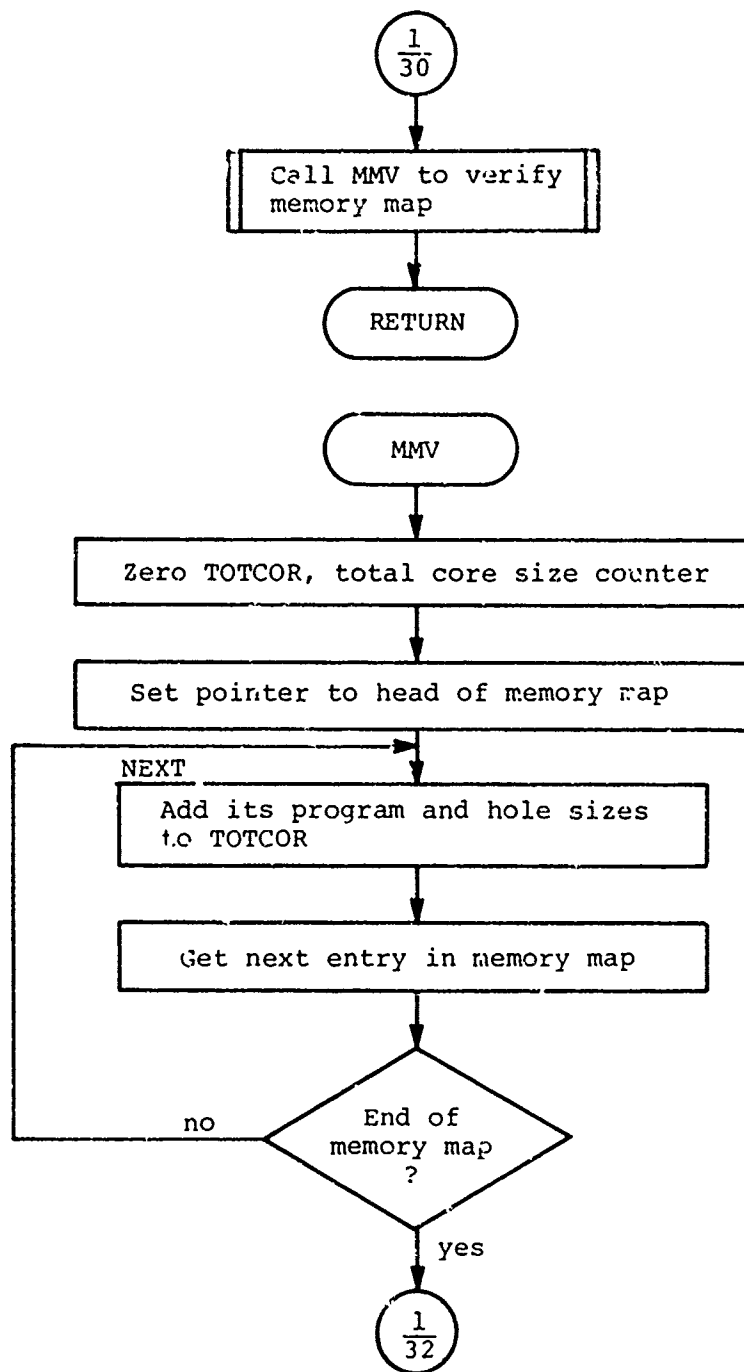 1
30
Call MMV to verify
memory map
RETURN
MMV
Zero TOTCOR, total core size counter
Set pointer to head of memory map
NEXT
Add its program and hole sizes
to TOTCOR
Get next entry in memory map
no
End of
memory map
?
yes
1
32